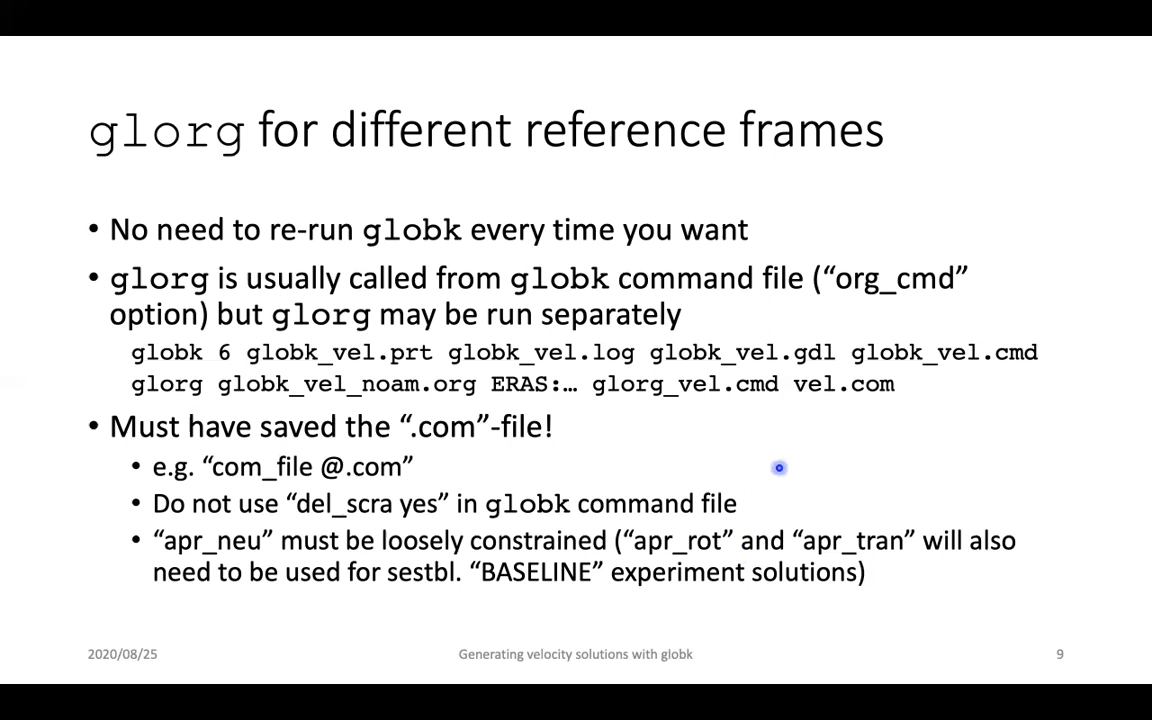 glorg for different reference frames
• No need to re-run globk every time you want
• glorg is usually called from globk command file (“org_cmd”
option) but glorg may be run separately
globk 6 globk_vel.prt globk_vel.log globk_vel.gdl globk_vel.cmd
glorg globk_vel_noam.org ERAS:… glorg_vel.cmd vel.com
• Must have saved the “.com”-file!
• e.g. “com_file @.com”
• Do not use “del_scra yes” in globk command file
• “apr_neu” must be loosely constrained (“apr_rot” and “apr_tran” will also
need to be used for sestbl. “BASELINE” experiment solutions)
2020/08/25
Generating velocity solutions with globk
9